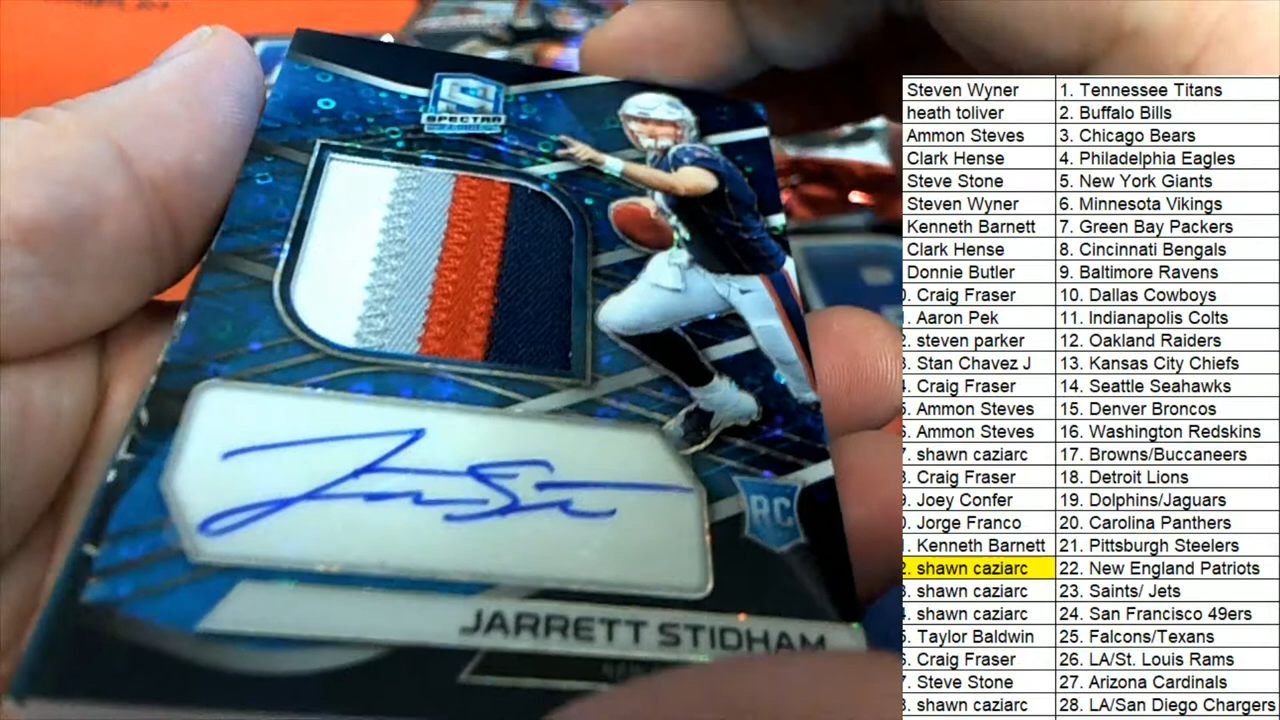 SPECTRA
RC
JARRETT STIDHAM
Steven Wyner 1. Tennessee Titans
heath toliver 2. Buffalo Bills
Ammon Steves 3. Chicago Bears
Clark Hense 4. Philadelphia Eagles
Steve Stone 5. New York Giants
Steven Wyner 6. Minnesota Vikings
Kenneth Barnett 7. Green Bay Packers
Clark Hense 8. Cincinnati Bengals
Donnie Butler 9. Baltimore Ravens
. Craig Fraser 10. Dallas Cowboys
. Aaron Pek 11. Indianapolis Colts
. steven parker 12. Oakland Raiders
. Stan Chavez J 13. Kansas City Chiefs
. Craig Fraser 14. Seattle Seahawks
. Ammon Steves 15. Denver Broncos
. Ammon Steves 16. Washington Redskins
. shawn caziarc 17. Browns/Buccaneers
. Craig Fraser 18. Detroit Lions
. Joey Confer 19. Dolphins/Jaguars
. Jorge Franco 20. Carolina Panthers
. Kenneth Barnett 21. Pittsburgh Steelers
. shawn caziarc 22. New England Patriots
. shawn caziarc 23. Saints/ Jets
. shawn caziarc 24. San Francisco 49ers
. Taylor Baldwin 25. Falcons/Texans
. Craig Fraser 26. LA/St. Louis Rams
. Steve Stone 27. Arizona Cardinals
. shawn caziarc 28. LA/San Diego Chargers